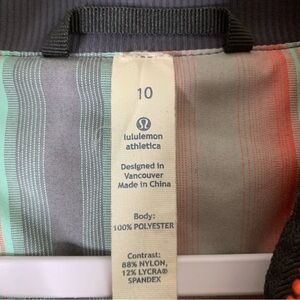 10
lululemon
athletica
Designed in
Vancouver
Made in China
Body:
100% POLYESTER
Contrast:
88% NYLON,
12% LYCRA®
SPANDEX